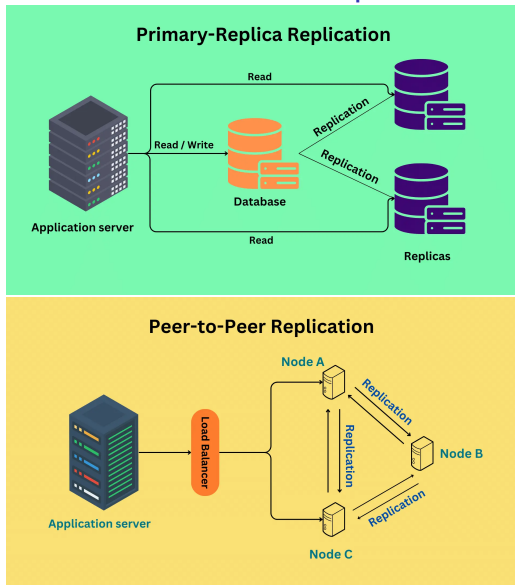 Primary-Replica Replication
Read
Replication
Read / Write
Replication
Database
Application server
Read
Replicas
Peer-to-Peer Replication
Node A
Replication
Load Balancer
Replication
Node B
Replication
Application server
Node C